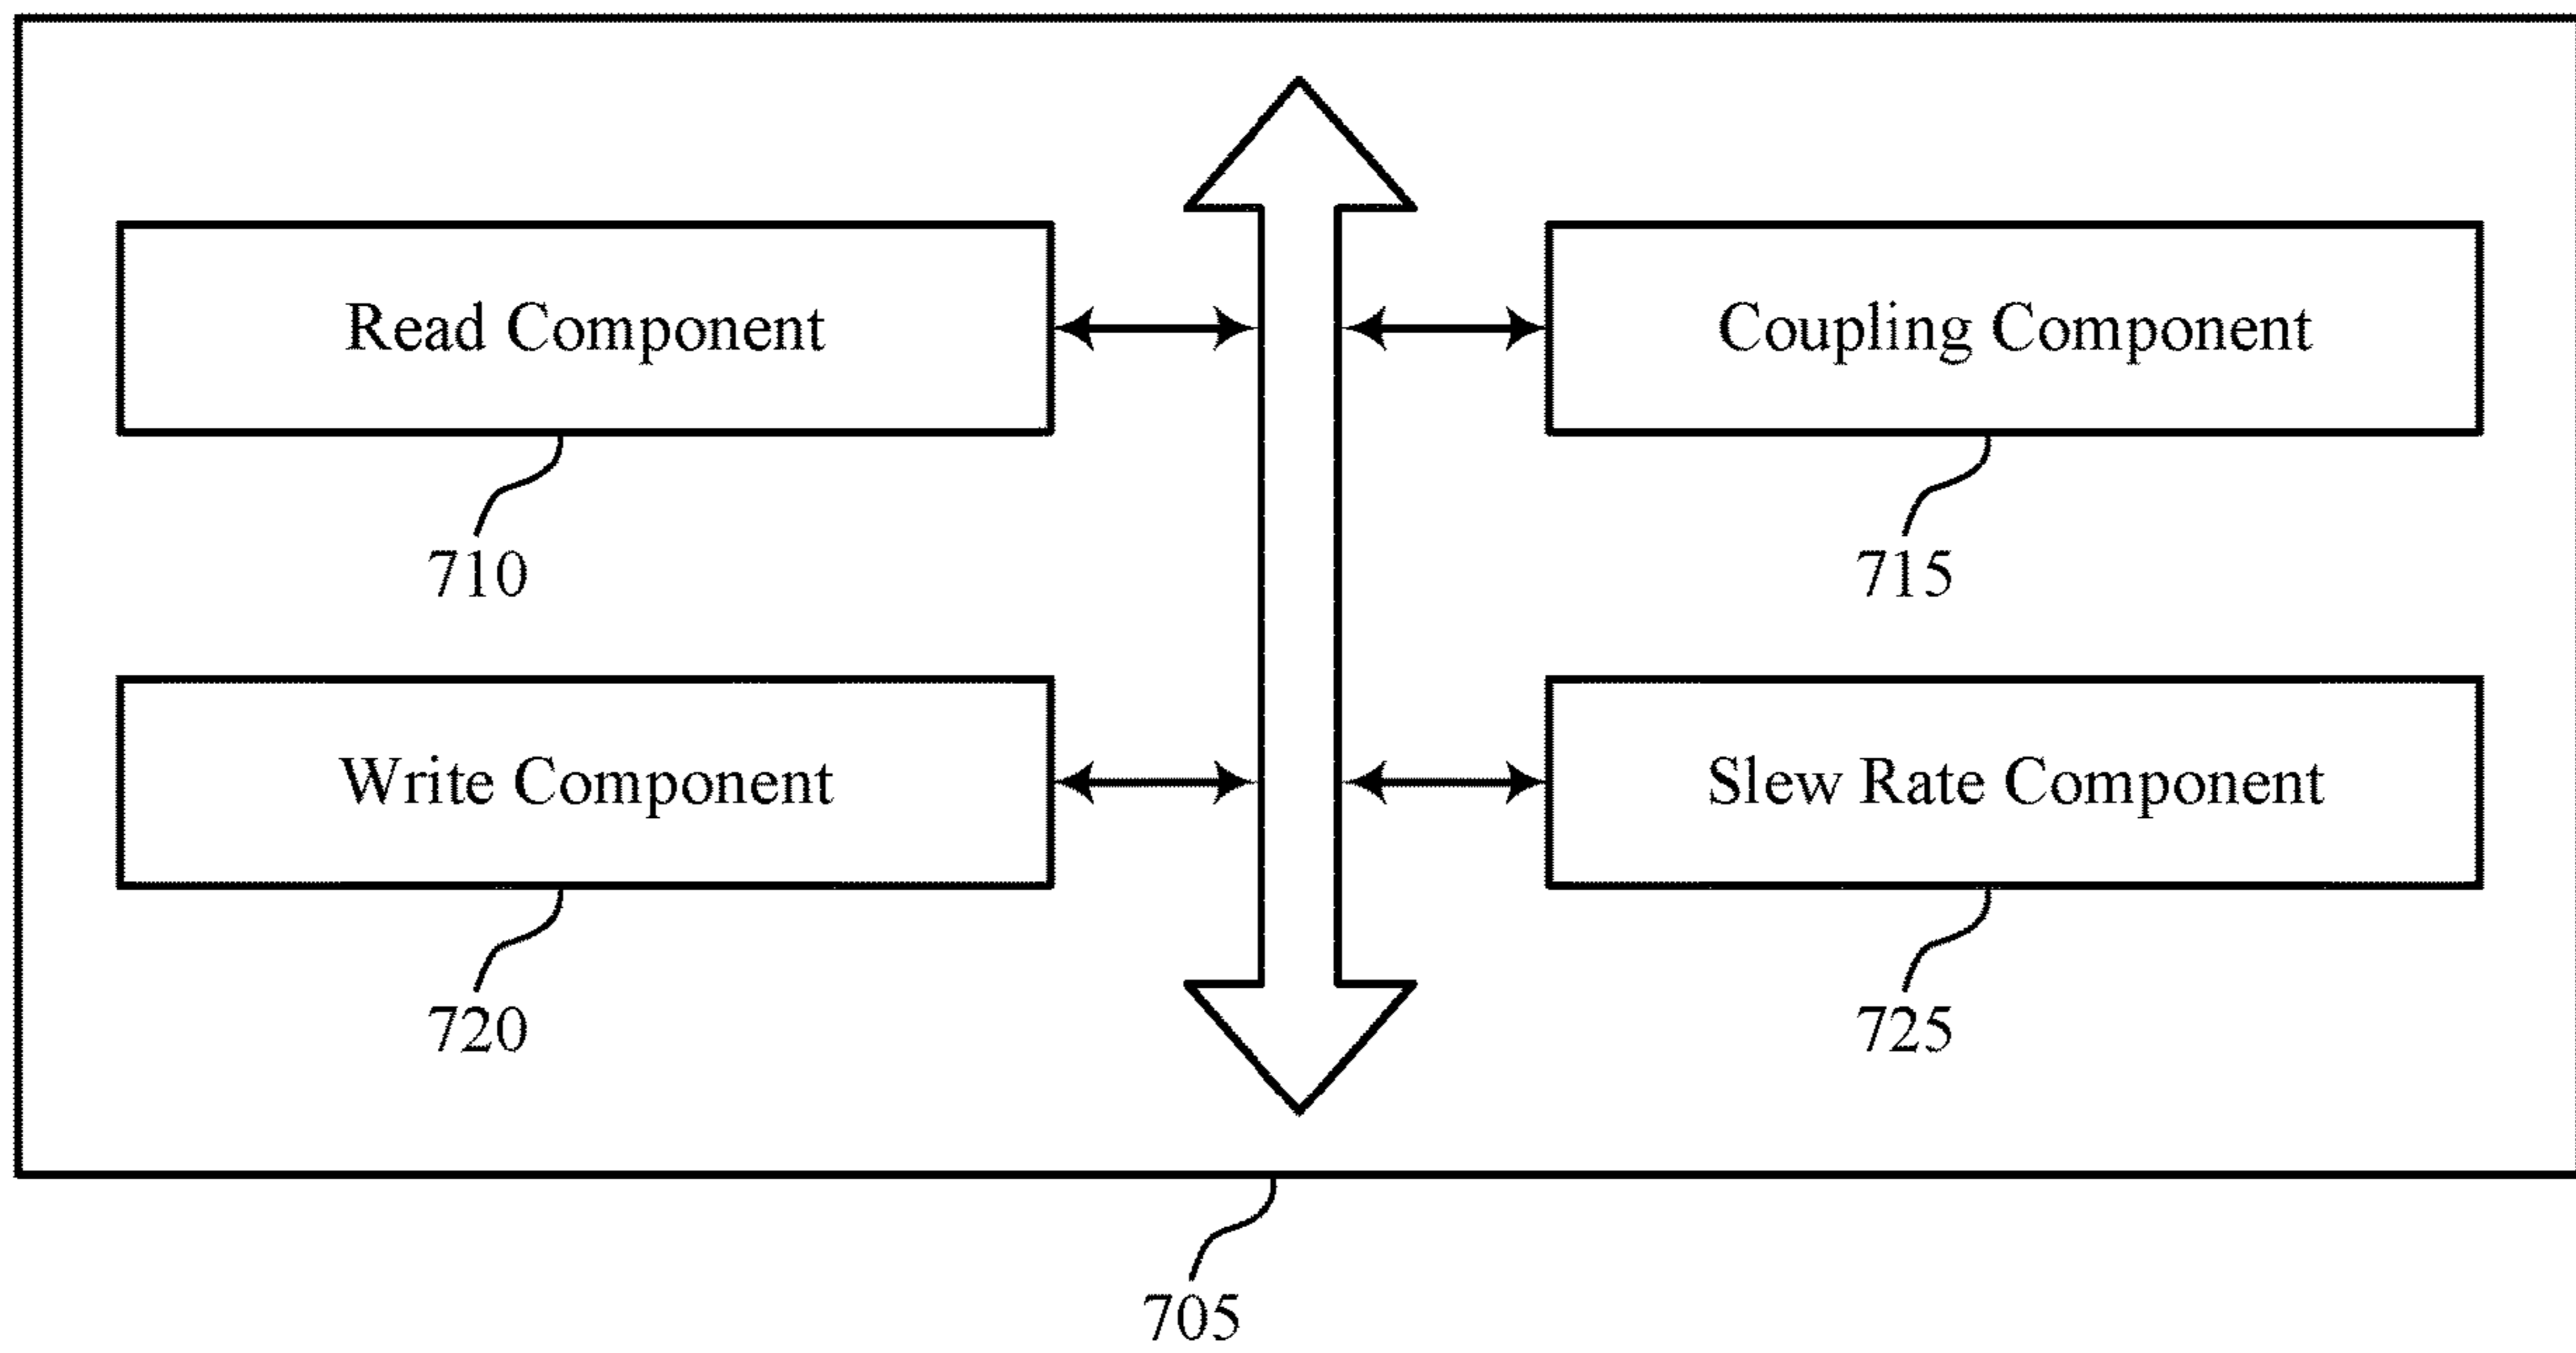 Read Component
Coupling Component
710
715
Write Component
Slew Rate Component
720
725
705